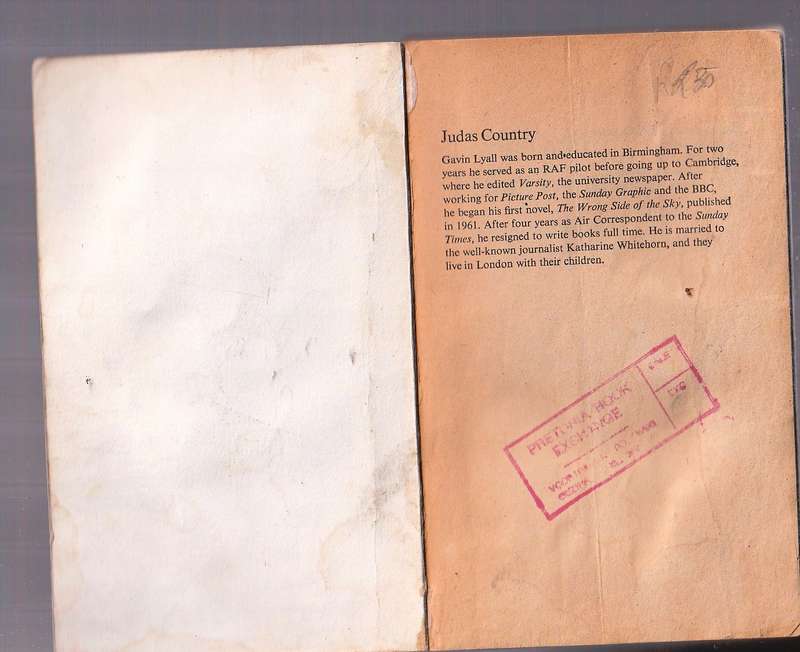 Judas Country
Gavin Lyall was born and educated in Birmingham. For two
years he served as an RAF pilot before going up to Cambridge,
where he edited Varsity, the university newspaper. After
working for Picture Post, the Sunday Graphic and the BBC,
he began his first novel, The Wrong Side of the Sky, published
in 1961. After four years as Air Correspondent to the Sunday
Times, he resigned to write books full time. He is married to
the well-known journalist Katharine Whitehorn, and they
live in London with their children.
PRETORIA BOOK
EXCHANGE
SALE
EXC